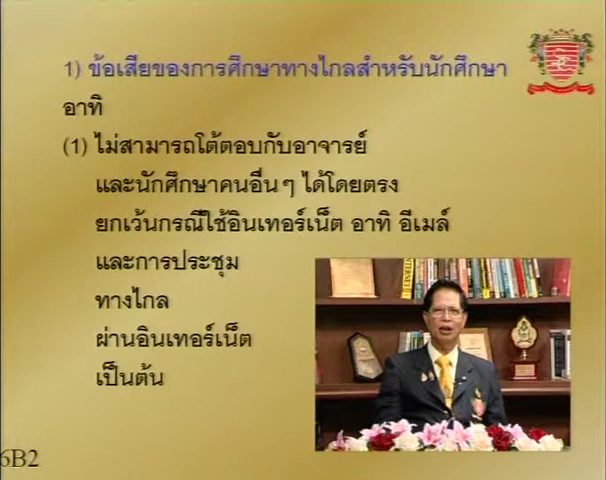 1) ข้อเสียของการศึกษาทางไกลสำหรับนักศึกษา
อาทิ
(1) ไม่สามารถโต้ตอบกับอาจารย์
และนักศึกษาคนอื่น ๆ ได้โดยตรง
ยกเว้นกรณีใช้อินเทอร์เน็ต อาทิ อีเมล์
และการประชุม
ทางไกล
ผ่านอินเทอร์เน็ต
เป็นต้น
6B2